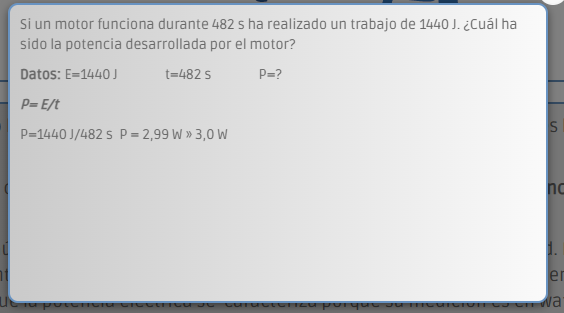 Si un motor funciona durante 482 s ha realizado un trabajo de 1440 J. ¿Cuál ha
sido la potencia desarrollada por el motor?
Datos: E=1440 J t=482 s P=?
P= E/t
P=1440 J/482 s P = 2,99 W » 3,0 W